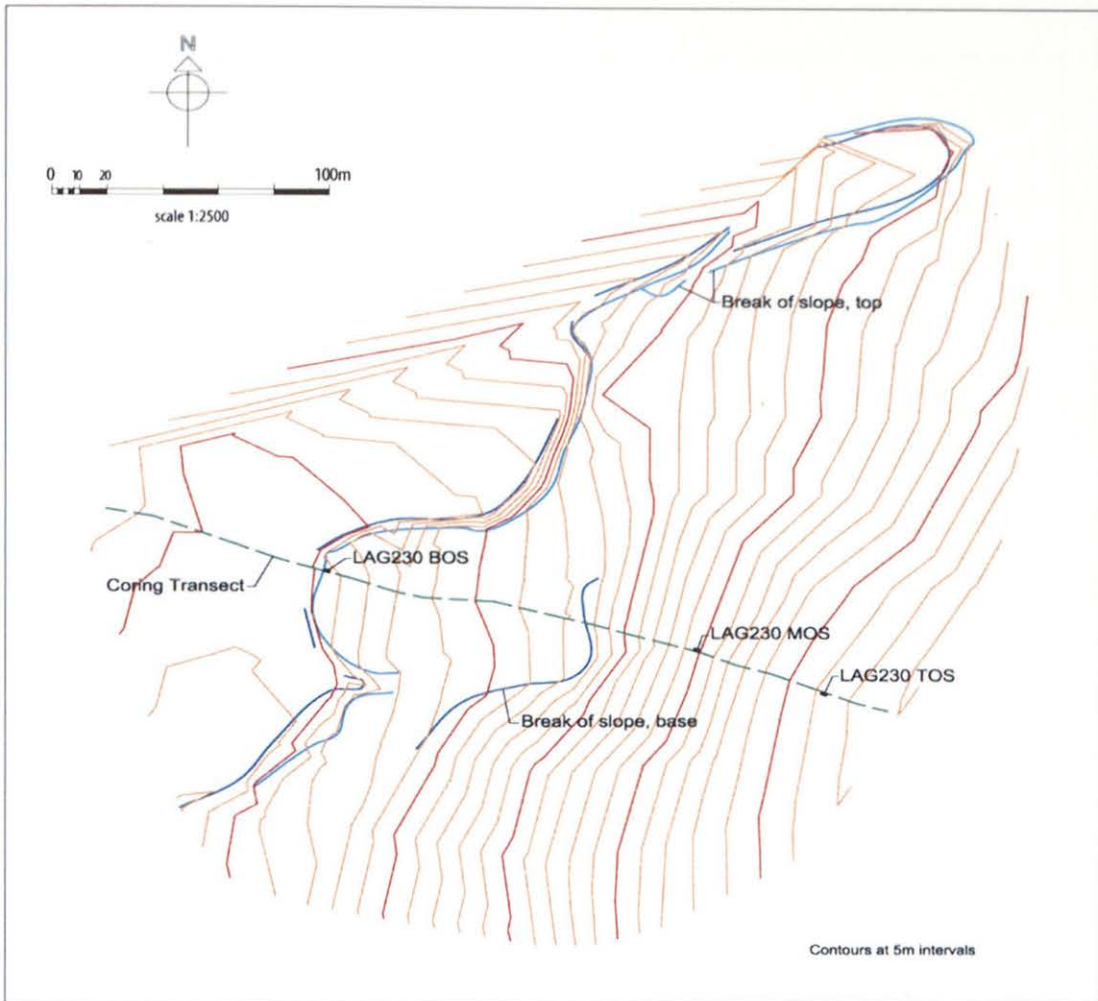 N
0 10 20 100m
scale 1:2500
Break of slope, top
LAG230 BOS
Coring Transect
LAG230 MOS
LAG230 TOS
Break of slope, base
Contours at 5m intervals